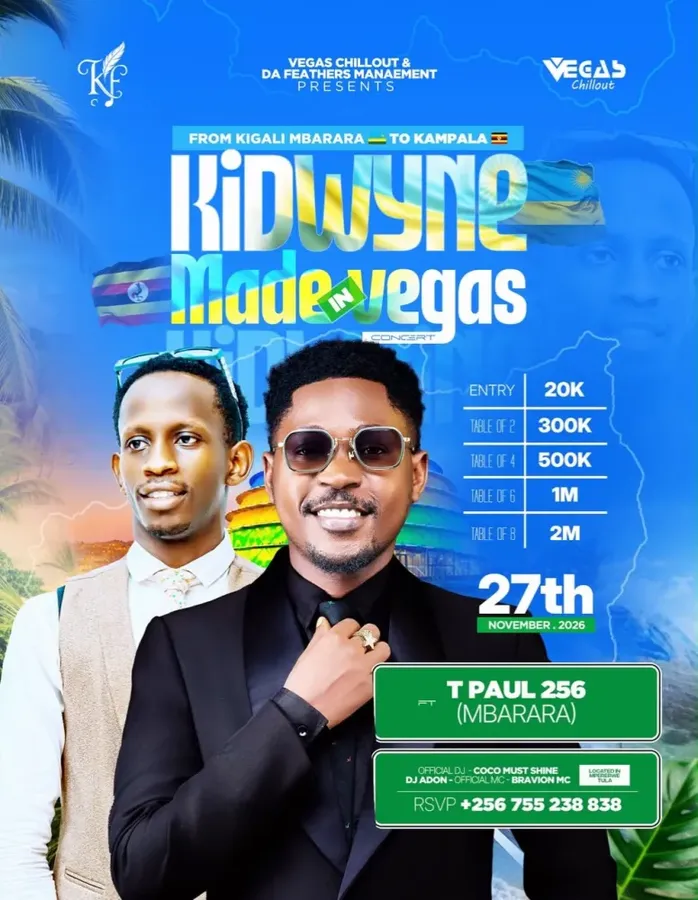 KF
VEGAS CHILLOUT &
DA FEATHERS MANAEMENT
PRESENTS
VEGAS
Chillout
FROM KIGALI MBARARA TO KAMPALA
KiDWYNE
Made IN vegas
CONCERT
ENTRY 20K
TABLE OF 2 300K
TABLE OF 4 500K
TABLE OF 6 1M
TABLE OF 8 2M
27th
NOVEMBER . 2026
FT T PAUL 256
(MBARARA)
OFFICIAL DJ - COCO MUST SHINE
DJ ADON - OFFICIAL MC - BRAVION MC
LOCATED IN
MPERERWE
TULA
RSVP +256 755 238 838